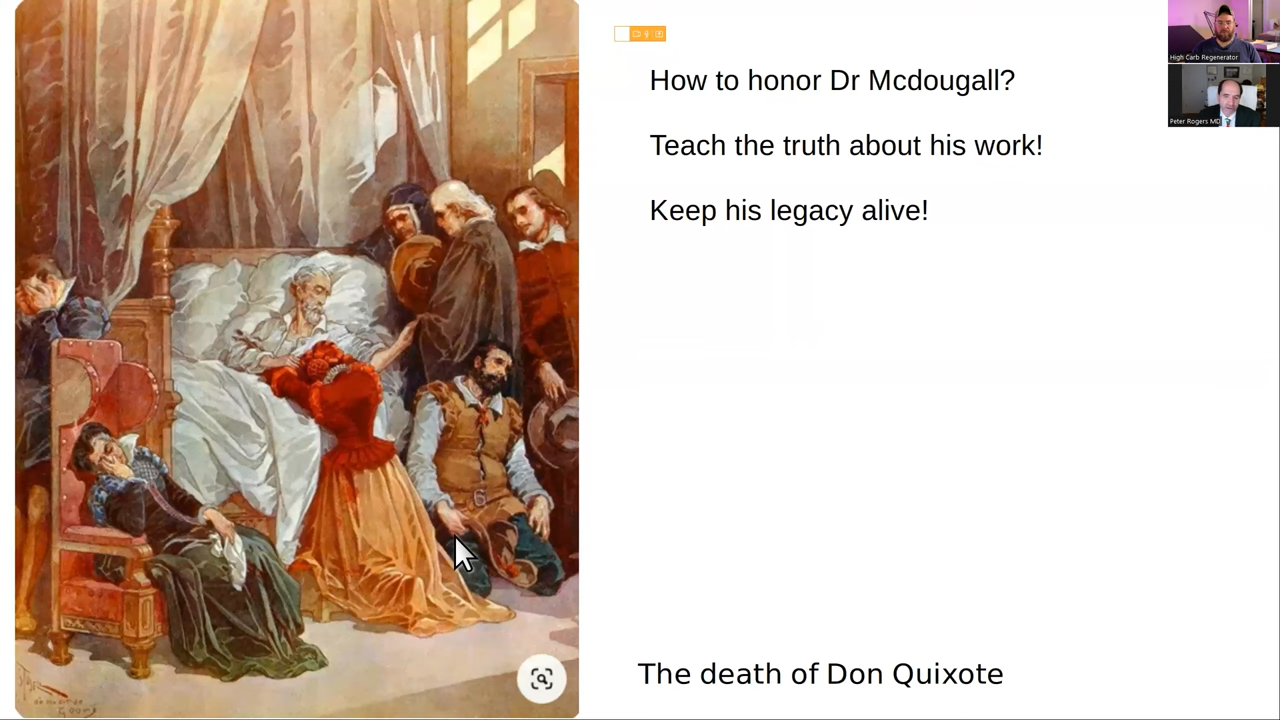 How to honor Dr Mcdougall?
Teach the truth about his work!
Keep his legacy alive!
The death of Don Quixote
High Carb Regenerator
Peter Rogers MD